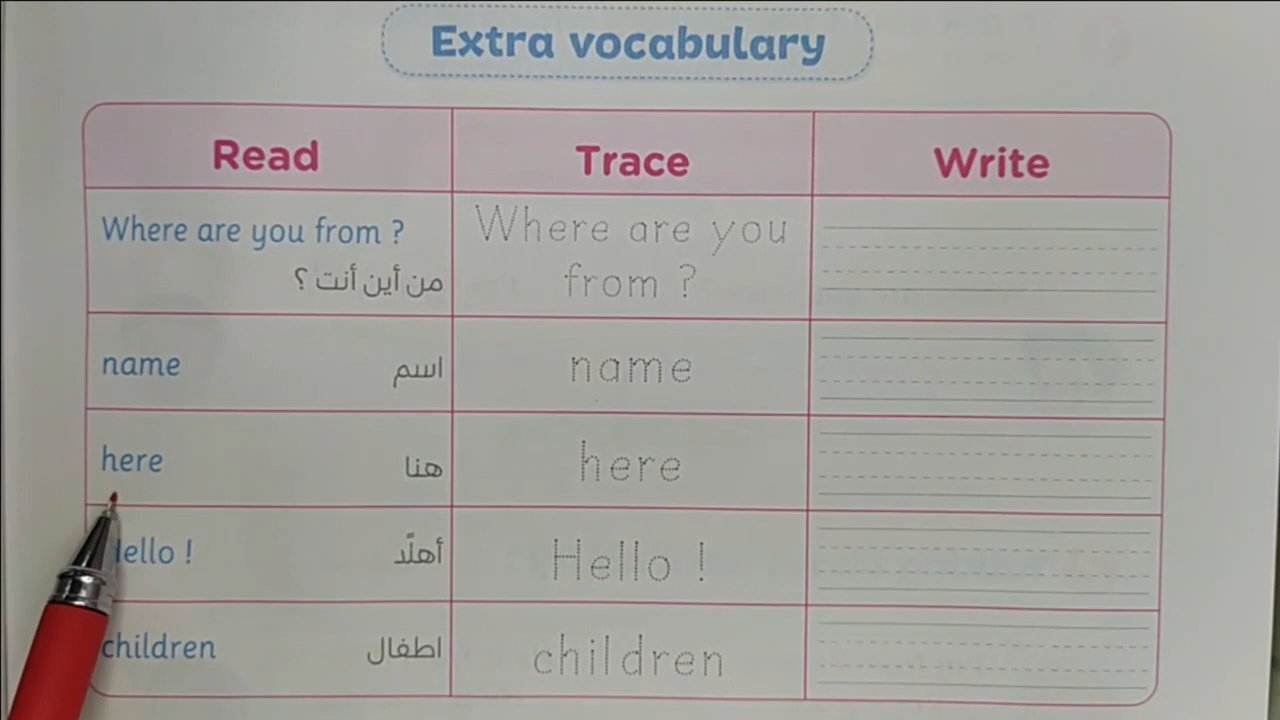 Extra vocabulary
Read Trace Write
Where are you from ?
من أين أنت ؟
Where are you
from ?
name اسم name
here هنا here
Hello ! أهلًد Hello !
children اطفال children